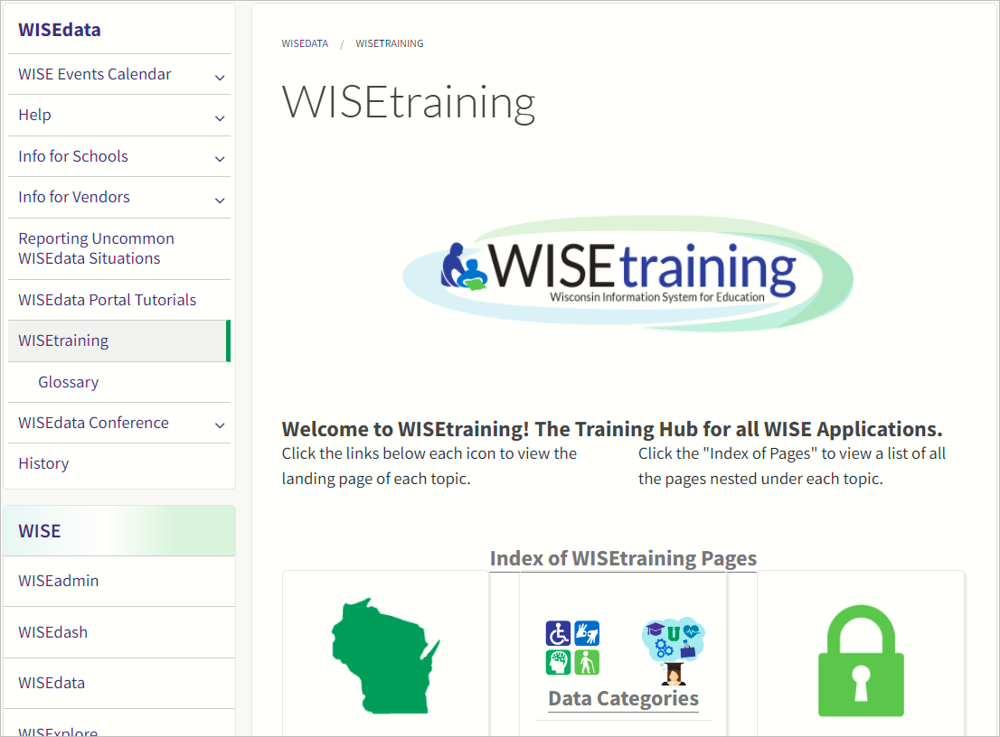 WISEdata
WISE Events Calendar
Help
Info for Schools
Info for Vendors
Reporting Uncommon
WISEdata Situations
WISEdata Portal Tutorials
WISEtraining
Glossary
WISEdata Conference
History
WISE
WISEadmin
WISEdash
WISEdata
WISExplore
WISEDATA / WISETRAINING
WISEtraining
WISEtraining
Wisconsin Information System for Education
Welcome to WISEtraining! The Training Hub for all WISE Applications.
Click the links below each icon to view the
landing page of each topic.
Click the "Index of Pages" to view a list of all
the pages nested under each topic.
Index of WISEtraining Pages
U
Data Categories